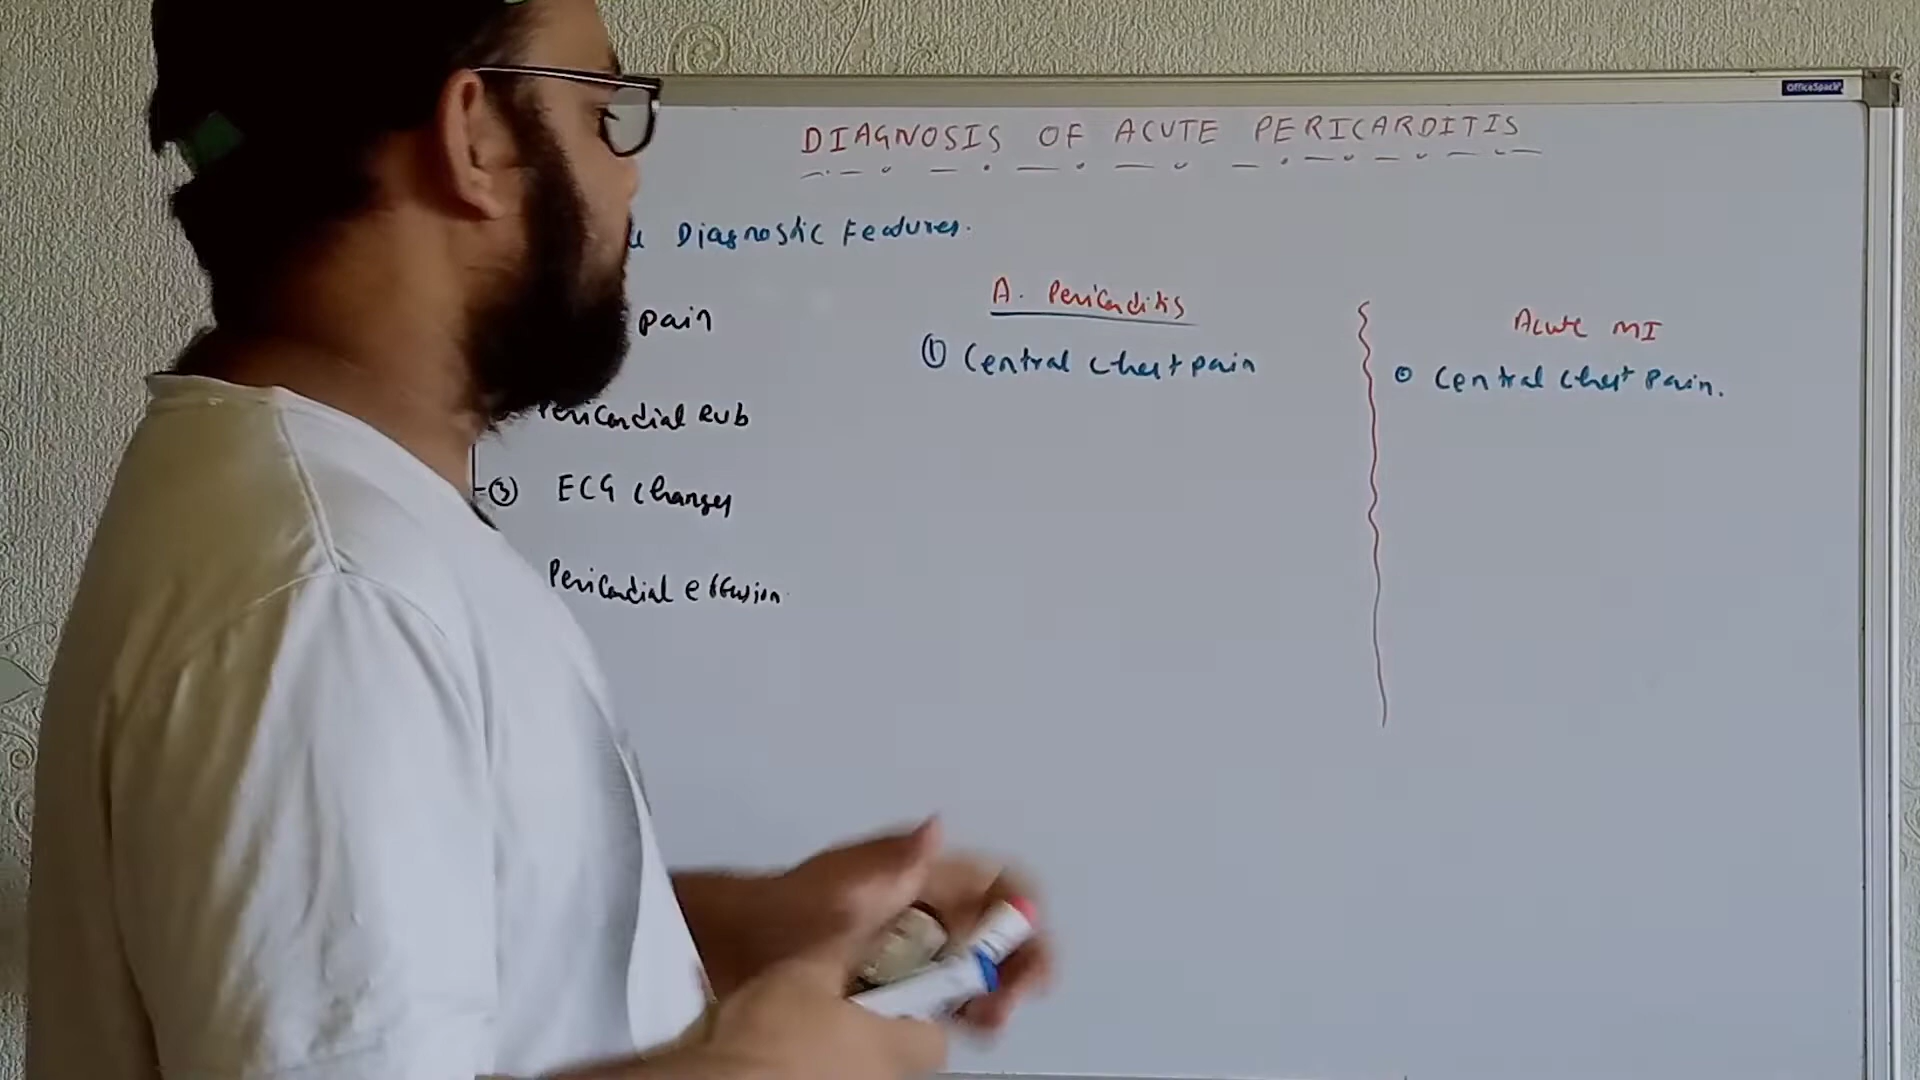 OfficeSpace
DIAGNOSIS OF ACUTE PERICARDITIS
Diagnostic Features.
pain
Pericardial Rub
③ ECG Changes
Pericardial effusion
A. Pericarditis
① Central Chest pain
Acute MI
Central Chest Pain.